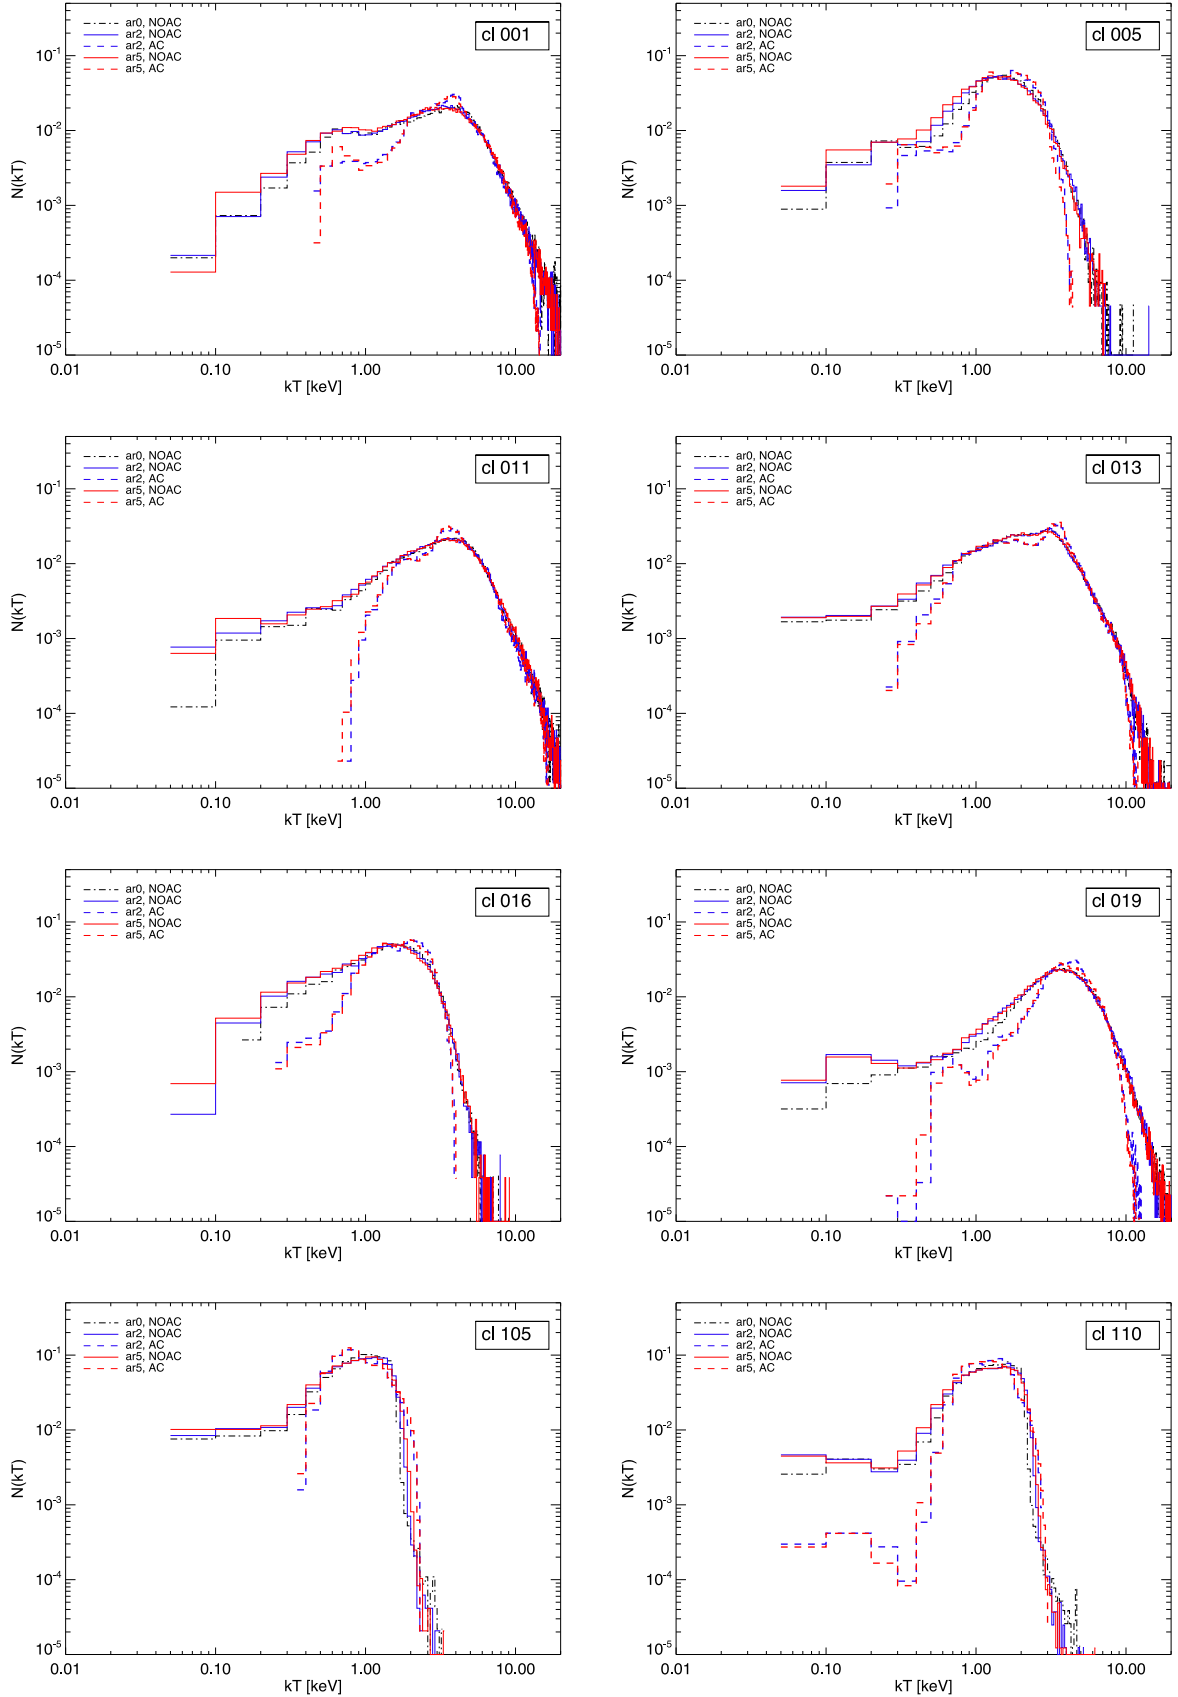 cl 001
ar0, NOAC
ar2, NOAC
ar2, AC
ar5, NOAC
ar5, AC
N(kT)
10-1
10-2
10-3
10-4
10-5
0.01 0.10 1.00 10.00
kT [keV]
cl 005
ar0, NOAC
ar2, NOAC
ar2, AC
ar5, NOAC
ar5, AC
N(kT)
10-1
10-2
10-3
10-4
10-5
0.01 0.10 1.00 10.00
kT [keV]
cl 011
ar0, NOAC
ar2, NOAC
ar2, AC
ar5, NOAC
ar5, AC
N(kT)
10-1
10-2
10-3
10-4
10-5
0.01 0.10 1.00 10.00
kT [keV]
cl 013
ar0, NOAC
ar2, NOAC
ar2, AC
ar5, NOAC
ar5, AC
N(kT)
10-1
10-2
10-3
10-4
10-5
0.01 0.10 1.00 10.00
kT [keV]
cl 016
ar0, NOAC
ar2, NOAC
ar2, AC
ar5, NOAC
ar5, AC
N(kT)
10-1
10-2
10-3
10-4
10-5
0.01 0.10 1.00 10.00
kT [keV]
cl 019
ar0, NOAC
ar2, NOAC
ar2, AC
ar5, NOAC
ar5, AC
N(kT)
10-1
10-2
10-3
10-4
10-5
0.01 0.10 1.00 10.00
kT [keV]
cl 105
ar0, NOAC
ar2, NOAC
ar2, AC
ar5, NOAC
ar5, AC
N(kT)
10-1
10-2
10-3
10-4
10-5
0.01 0.10 1.00 10.00
kT [keV]
cl 110
ar0, NOAC
ar2, NOAC
ar2, AC
ar5, NOAC
ar5, AC
N(kT)
10-1
10-2
10-3
10-4
10-5
0.01 0.10 1.00 10.00
kT [keV]